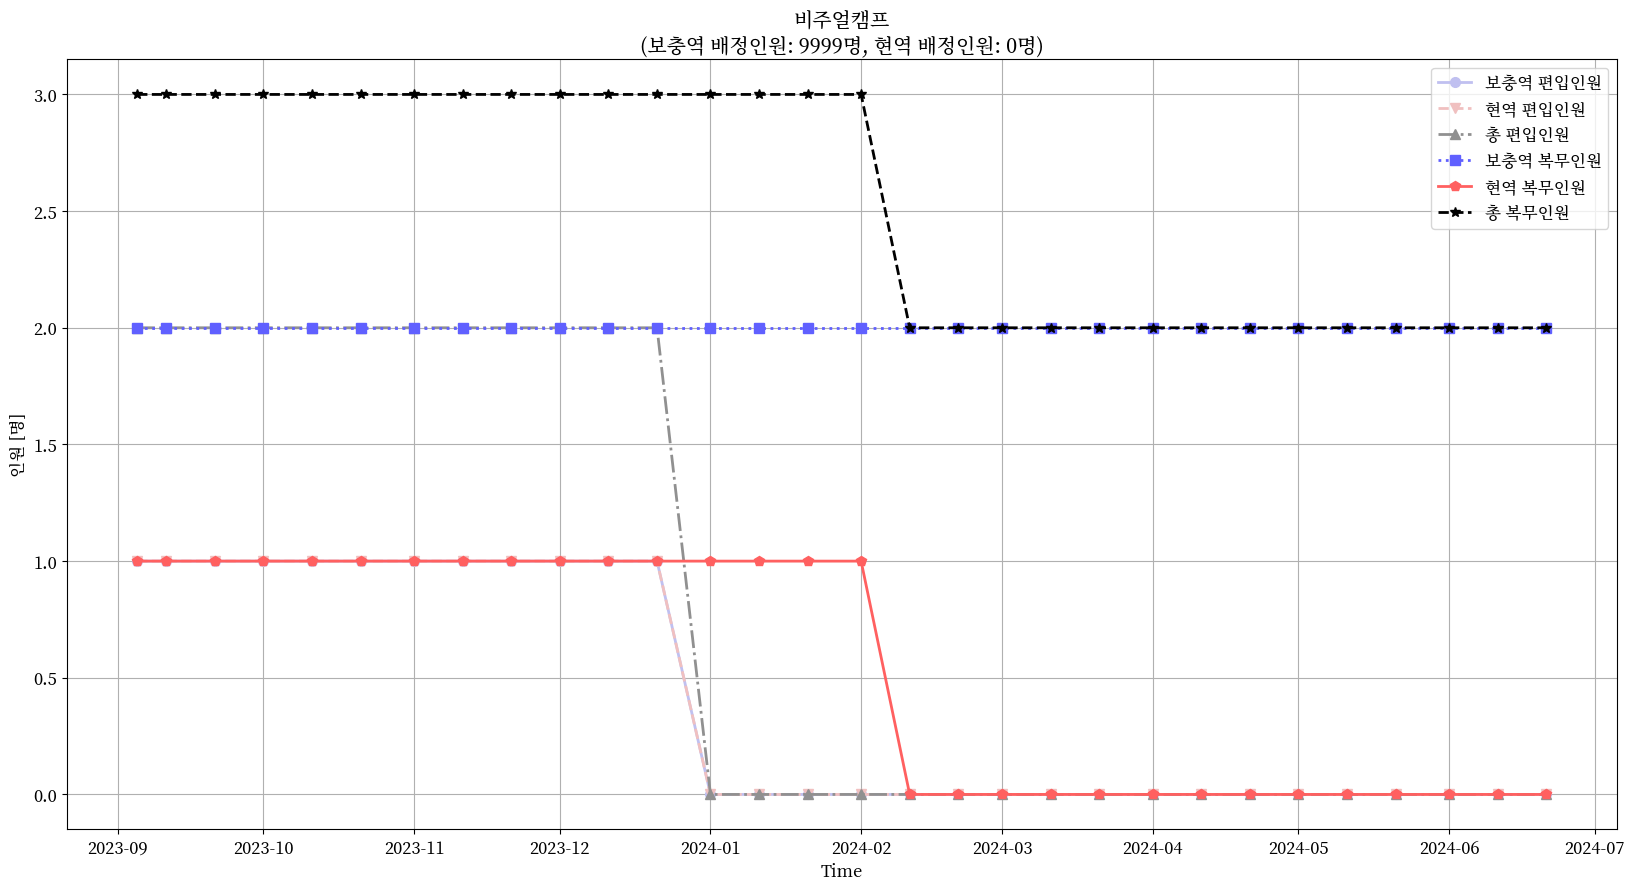 비주얼캠프
(보충역 배정인원: 9999명, 현역 배정인원: 0명)
보충역 편입인원
현역 편입인원
총 편입인원
보충역 복무인원
현역 복무인원
총 복무인원
인원 [명]
3.0
2.5
2.0
1.5
1.0
0.5
0.0
2023-09 2023-10 2023-11 2023-12 2024-01 2024-02 2024-03 2024-04 2024-05 2024-06 2024-07
Time